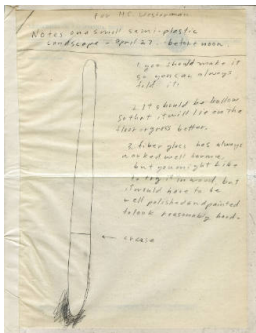 For H.C. Westerman
Notes and small semi-plastic
landscape - April 27 - before noon.
1. you should make it
so you can always
fold it.
2. It should be hollow
so that it will lie on the
floor or grass better.
3. fiber glass has always
worked well for me,
but you might like
to try it in wood, but
it would have to be
well polished and painted
to look reasonably hard.
← crease